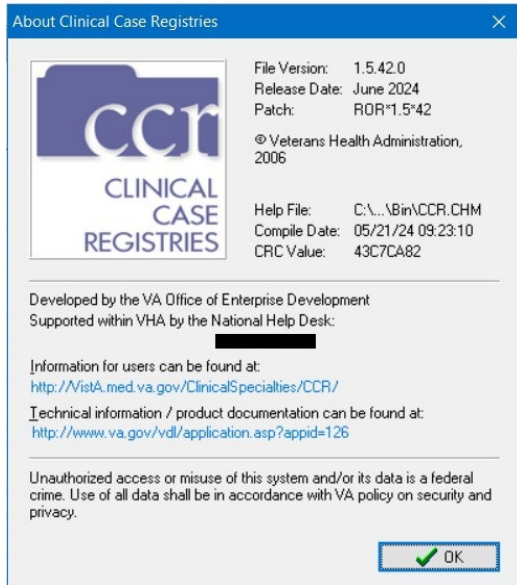 About Clinical Case Registries
ccr
CLINICAL
CASE
REGISTRIES
File Version: 1.5.42.0
Release Date: June 2024
Patch: ROR*1.5*42
© Veterans Health Administration,
2006
Help File: C:\...\Bin\CCR.CHM
Compile Date: 05/21/24 09:23:10
CRC Value: 43C7CA82
Developed by the VA Office of Enterprise Development
Supported within VHA by the National Help Desk:
Information for users can be found at:
http://VistA.med.va.gov/ClinicalSpecialties/CCR/
Technical information / product documentation can be found at:
http://www.va.gov/vdl/application.asp?appid=126
Unauthorized access or misuse of this system and/or its data is a federal
crime. Use of all data shall be in accordance with VA policy on security and
privacy.
OK